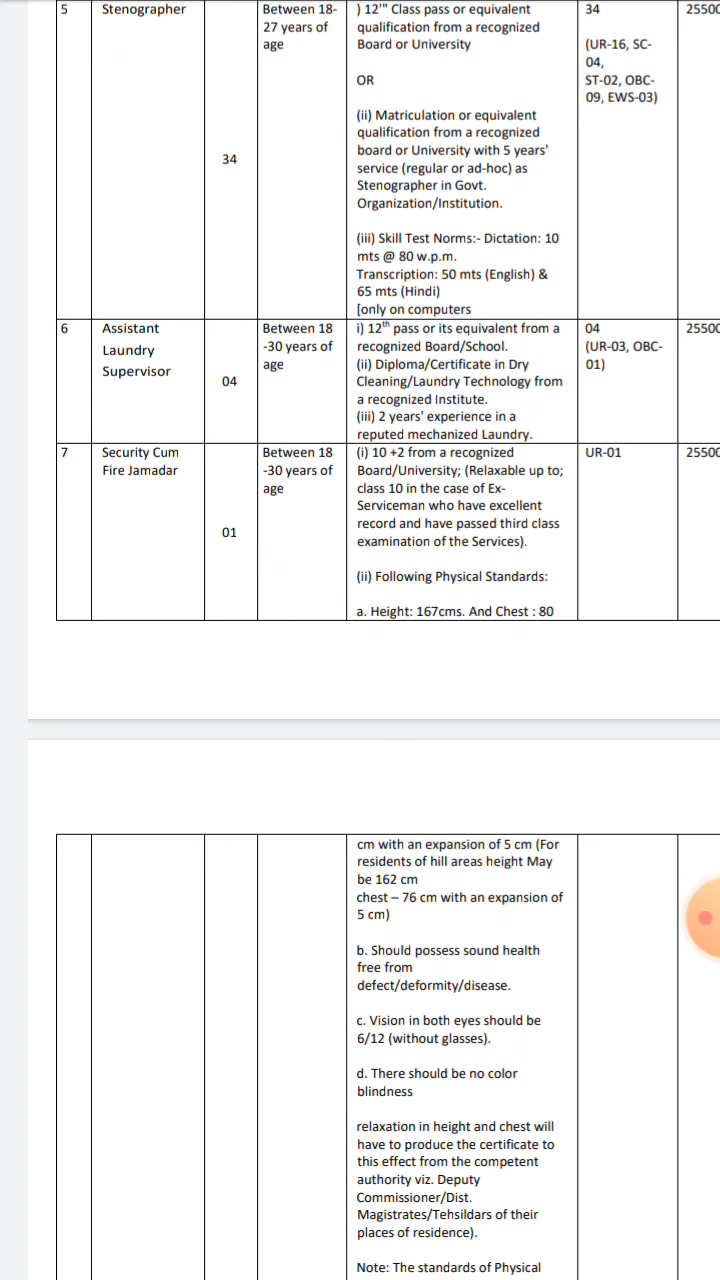 5
Stenographer
34
Between 18-
27 years of
age
) 12'" Class pass or equivalent
qualification from a recognized
Board or University
OR
(ii) Matriculation or equivalent
qualification from a recognized
board or University with 5 years'
service (regular or ad-hoc) as
Stenographer in Govt.
Organization/Institution.
(iii) Skill Test Norms:- Dictation: 10
mts @ 80 w.p.m.
Transcription: 50 mts (English) &
65 mts (Hindi)
[only on computers
34
(UR-16, SC-
04,
ST-02, OBC-
09, EWS-03)
25500
6
Assistant
Laundry
Supervisor
04
Between 18
-30 years of
age
i) 12th pass or its equivalent from a
recognized Board/School.
(ii) Diploma/Certificate in Dry
Cleaning/Laundry Technology from
a recognized Institute.
(iii) 2 years' experience in a
reputed mechanized Laundry.
04
(UR-03, OBC-
01)
25500
7
Security Cum
Fire Jamadar
01
Between 18
-30 years of
age
(i) 10 +2 from a recognized
Board/University; (Relaxable up to;
class 10 in the case of Ex-
Serviceman who have excellent
record and have passed third class
examination of the Services).
(ii) Following Physical Standards:
a. Height: 167cms. And Chest : 80
UR-01
25500
cm with an expansion of 5 cm (For
residents of hill areas height May
be 162 cm
chest – 76 cm with an expansion of
5 cm)
b. Should possess sound health
free from
defect/deformity/disease.
c. Vision in both eyes should be
6/12 (without glasses).
d. There should be no color
blindness
relaxation in height and chest will
have to produce the certificate to
this effect from the competent
authority viz. Deputy
Commissioner/Dist.
Magistrates/Tehsildars of their
places of residence).
Note: The standards of Physical